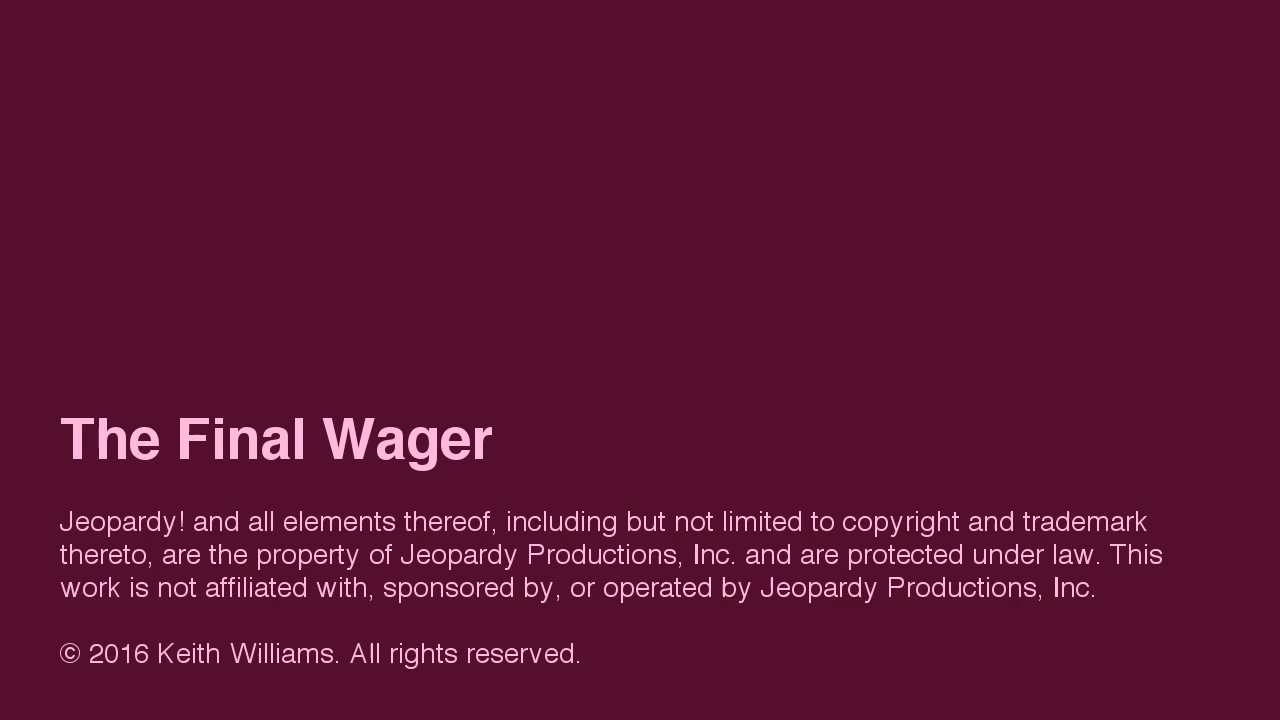 The Final Wager
Jeopardy! and all elements thereof, including but not limited to copyright and trademark
thereto, are the property of Jeopardy Productions, Inc. and are protected under law. This
work is not affiliated with, sponsored by, or operated by Jeopardy Productions, Inc.
© 2016 Keith Williams. All rights reserved.